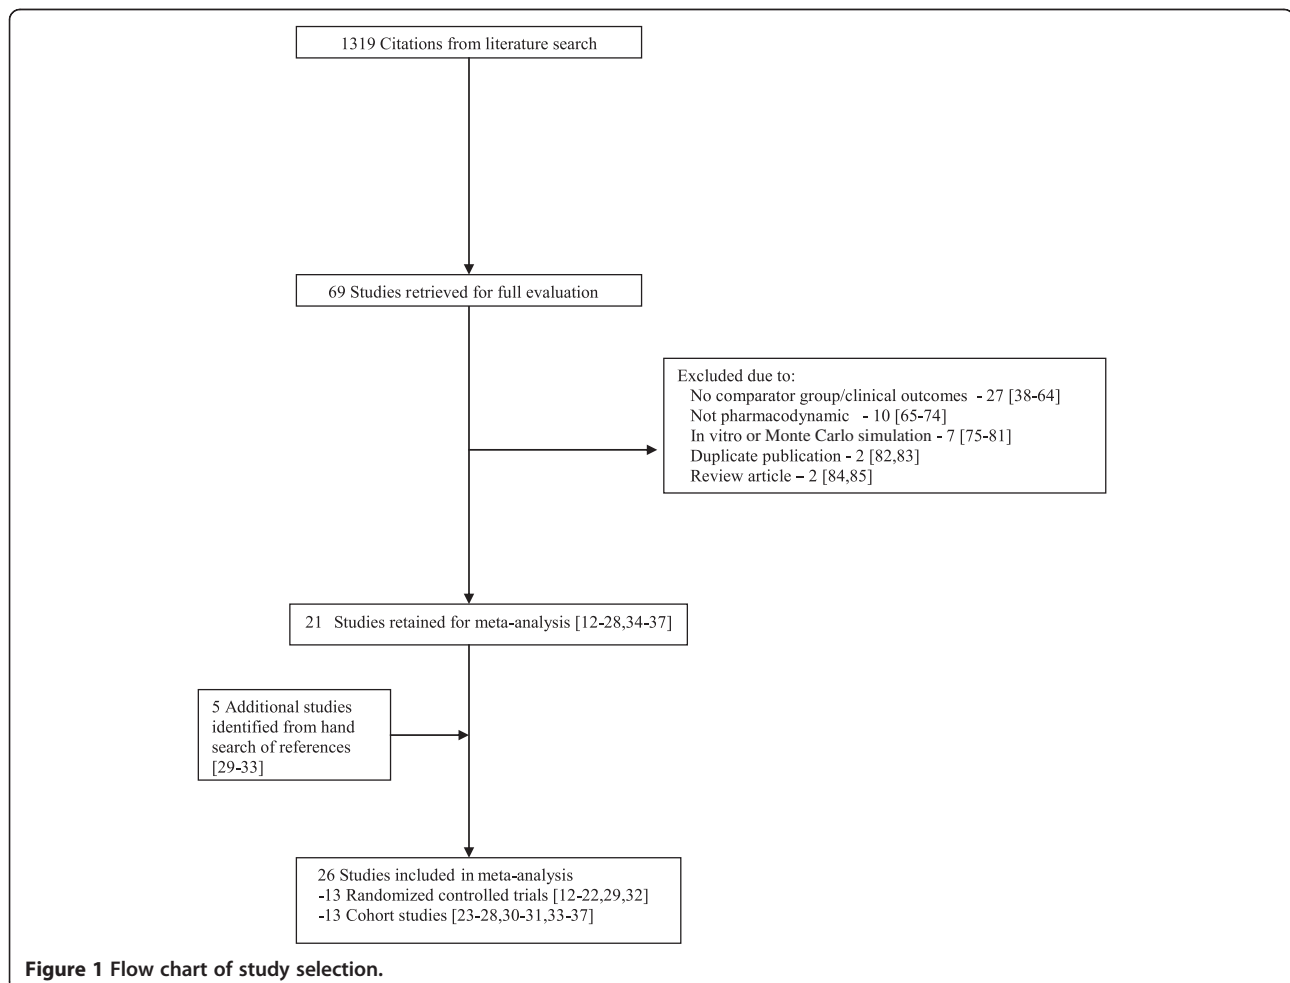 1319 Citations from literature search
69 Studies retrieved for full evaluation
Excluded due to:
No comparator group/clinical outcomes - 27 [38-64]
Not pharmacodynamic - 10 [65-74]
In vitro or Monte Carlo simulation - 7 [75-81]
Duplicate publication - 2 [82,83]
Review article – 2 [84,85]
21 Studies retained for meta-analysis [12-28,34-37]
5 Additional studies
identified from hand
search of references
[29-33]
26 Studies included in meta-analysis
-13 Randomized controlled trials [12-22,29,32]
-13 Cohort studies [23-28,30-31,33-37]
Figure 1 Flow chart of study selection.